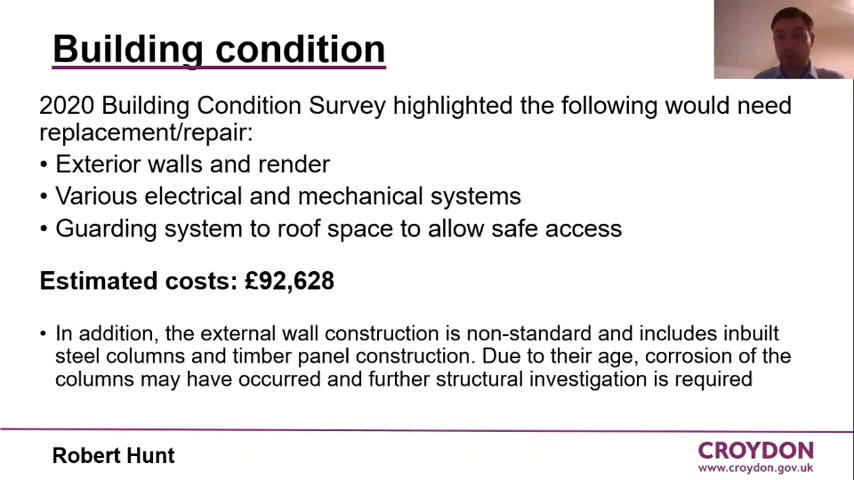 Building condition
2020 Building Condition Survey highlighted the following would need
replacement/repair:
• Exterior walls and render
• Various electrical and mechanical systems
• Guarding system to roof space to allow safe access
Estimated costs: £92,628
• In addition, the external wall construction is non-standard and includes inbuilt
steel columns and timber panel construction. Due to their age, corrosion of the
columns may have occurred and further structural investigation is required
Robert Hunt
CROYDON
www.croydon.gov.uk